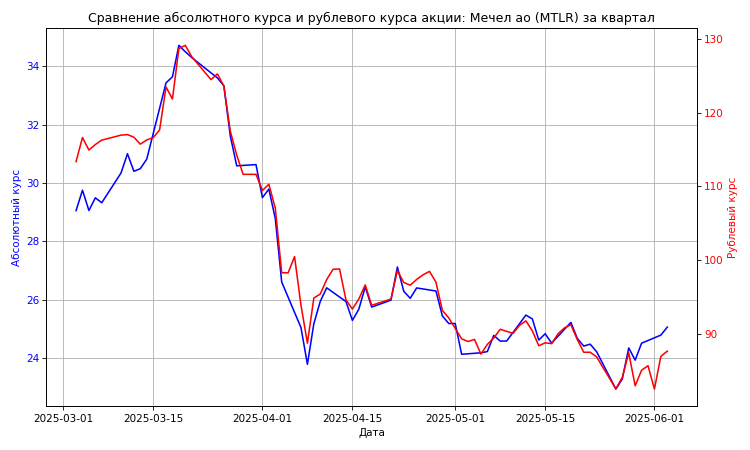 Сравнение абсолютного курса и рублевого курса акции: Мечел ао (MTLR) за квартал
Абсолютный курс
34
32
30
28
26
24
130
120
110
100
90
Рублевый курс
2025-03-01 2025-03-15 2025-04-01 2025-04-15 2025-05-01 2025-05-15 2025-06-01
Дата